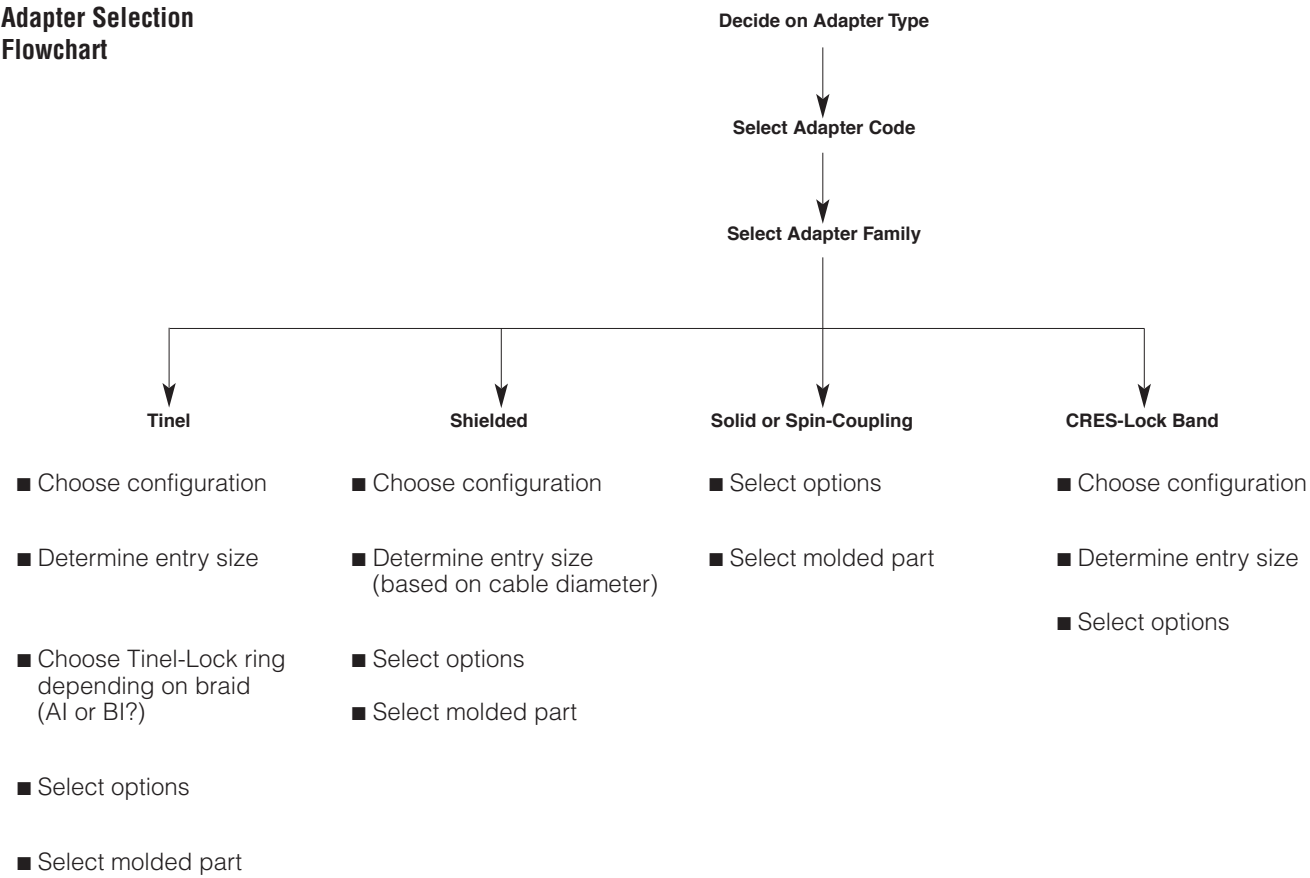 Adapter Selection
Flowchart
Decide on Adapter Type
Select Adapter Code
Select Adapter Family
Tinel
■ Choose configuration
■ Determine entry size
■ Choose Tinel-Lock ring
depending on braid
(AI or BI?)
■ Select options
■ Select molded part
Shielded
■ Choose configuration
■ Determine entry size
(based on cable diameter)
■ Select options
■ Select molded part
Solid or Spin-Coupling
■ Select options
■ Select molded part
CRES-Lock Band
■ Choose configuration
■ Determine entry size
■ Select options